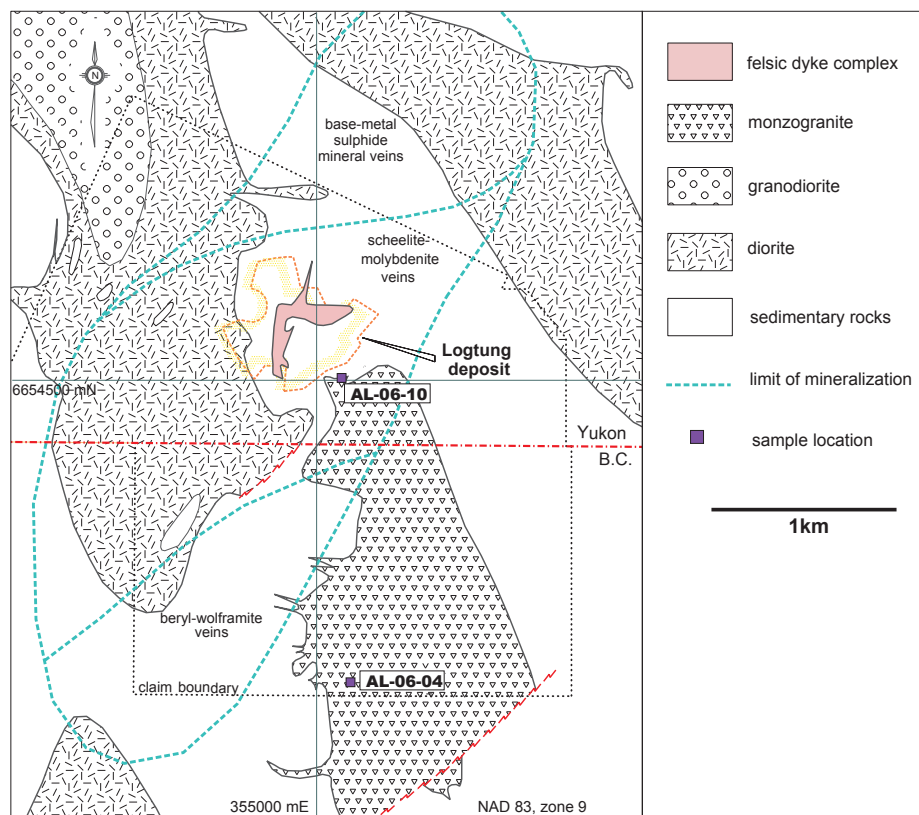 N
base-metal
sulphide
mineral veins
scheelite-
molybdenite
veins
Logtung
deposit
6654500 mN
AL-06-10
Yukon
B.C.
beryl-wolframite
veins
claim boundary
AL-06-04
355000 mE
NAD 83, zone 9
felsic dyke complex
monzogranite
granodiorite
diorite
sedimentary rocks
limit of mineralization
sample location
1km